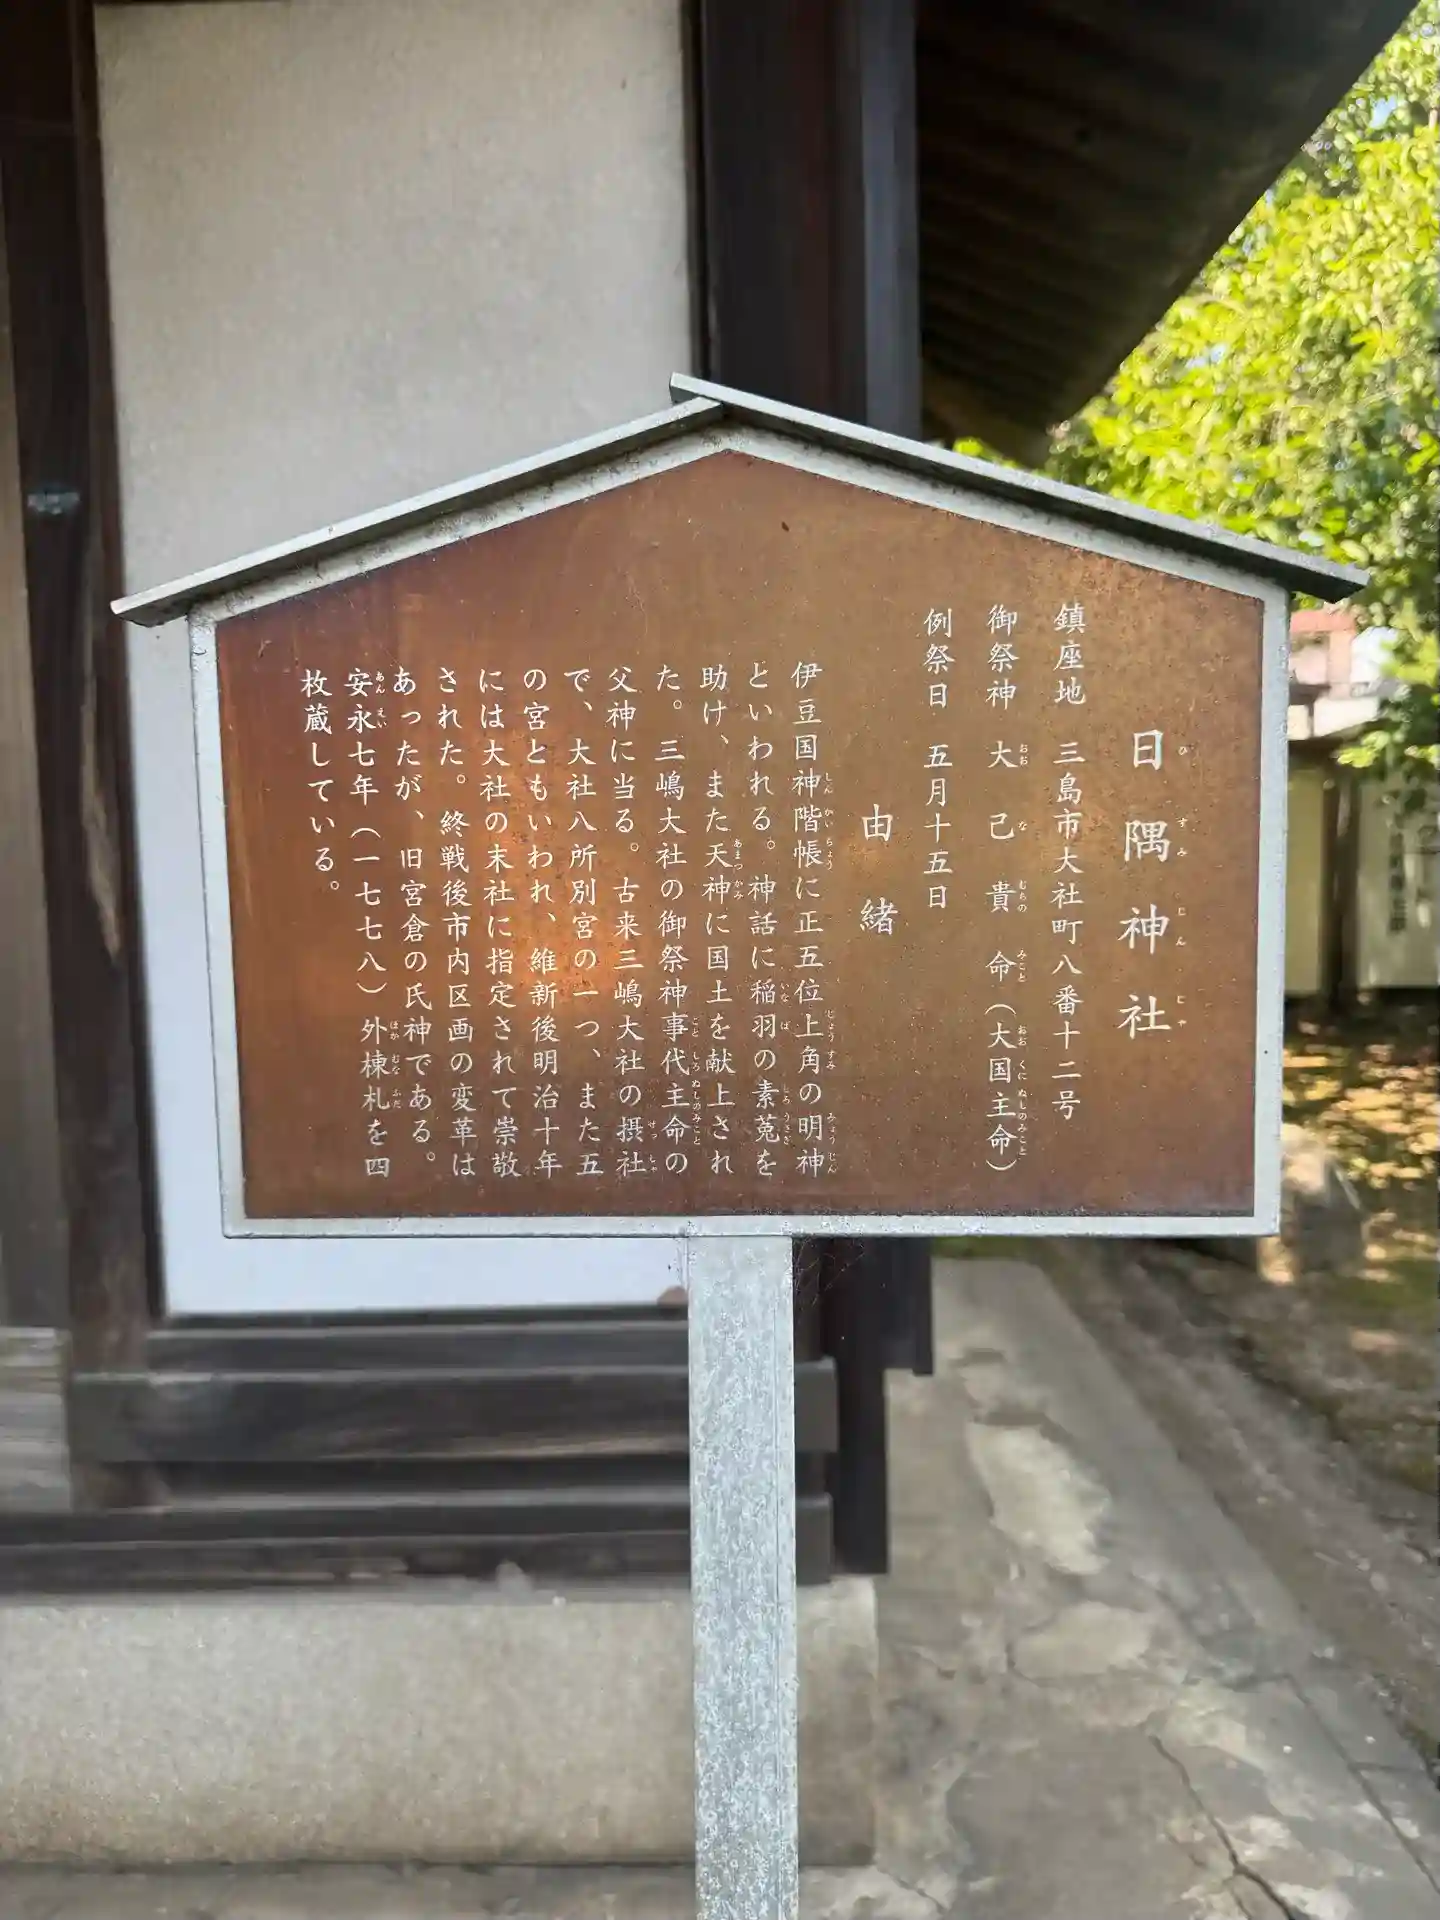 日隅神社
鎮座地 三島市大社町八番十二号
御祭神 大己貴命(大国主命)
例祭日 五月十五日
由緒
伊豆国神階帳に正五位上角の明神
といわれる。神話に稲羽の素菟を
助け、また天神に国土を献上され
た。三嶋大社の御祭神事代主命の
父神に当る。古来三嶋大社の摂社
で、大社八所別宮の一つ、また五
の宮ともいわれ、維新後明治十年
には大社の末社に指定されて崇敬
された。終戦後市内区画の変革は
あったが、旧宮倉の氏神である。
安永七年(一七七八)外棟札を四
枚蔵している。